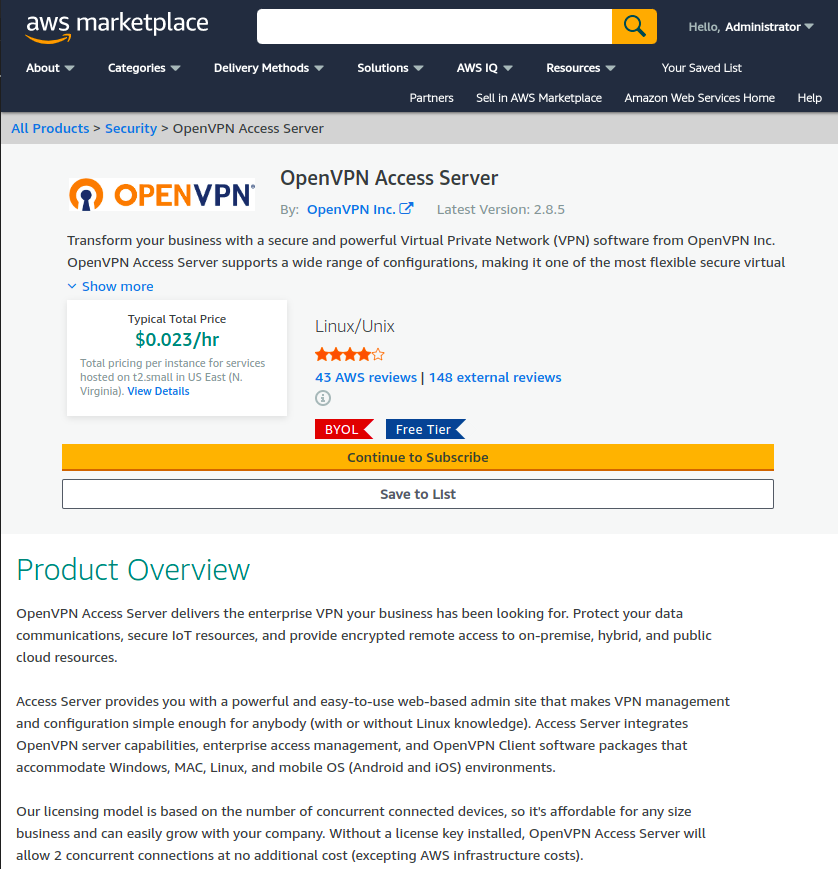 aws marketplace
Hello, Administrator
About Categories Delivery Methods Solutions AWS IQ Resources Your Saved List
Partners Sell in AWS Marketplace Amazon Web Services Home Help
All Products > Security > OpenVPN Access Server
OPENVPN®
OpenVPN Access Server
By: OpenVPN Inc. Latest Version: 2.8.5
Transform your business with a secure and powerful Virtual Private Network (VPN) software from OpenVPN Inc.
OpenVPN Access Server supports a wide range of configurations, making it one of the most flexible secure virtual
Show more
Typical Total Price
$0.023/hr
Total pricing per instance for services
hosted on t2.small in US East (N.
Virginia). View Details
Linux/Unix
43 AWS reviews | 148 external reviews
BYOL Free Tier
Continue to Subscribe
Save to List
Product Overview
OpenVPN Access Server delivers the enterprise VPN your business has been looking for. Protect your data
communications, secure IoT resources, and provide encrypted remote access to on-premise, hybrid, and public
cloud resources.
Access Server provides you with a powerful and easy-to-use web-based admin site that makes VPN management
and configuration simple enough for anybody (with or without Linux knowledge). Access Server integrates
OpenVPN server capabilities, enterprise access management, and OpenVPN Client software packages that
accommodate Windows, MAC, Linux, and mobile OS (Android and iOS) environments.
Our licensing model is based on the number of concurrent connected devices, so it's affordable for any size
business and can easily grow with your company. Without a license key installed, OpenVPN Access Server will
allow 2 concurrent connections at no additional cost (excepting AWS infrastructure costs).